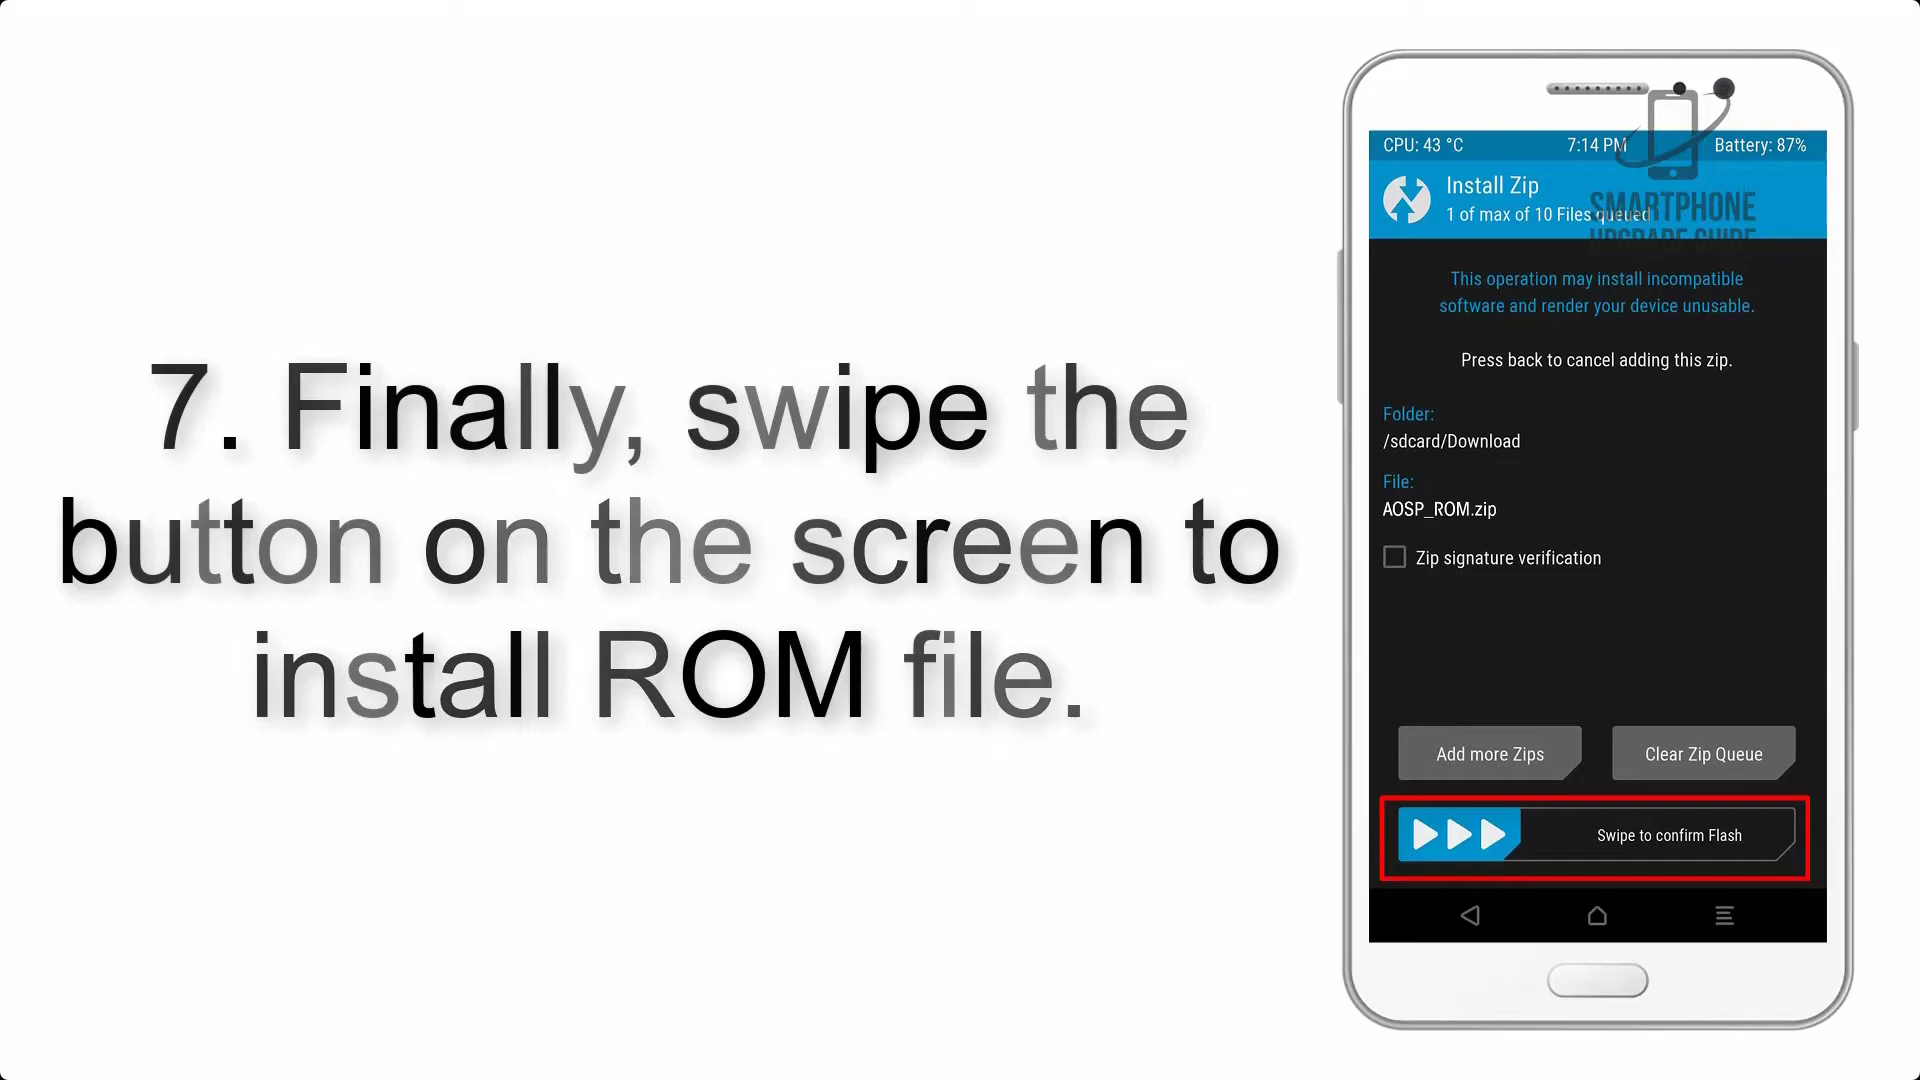 7. Finally, swipe the
button on the screen to
install ROM file.
CPU: 43 °C 7:14 PM Battery: 87%
Install Zip
1 of max of 10 Files queued
SMARTPHONE
UPGRADE GUIDE
This operation may install incompatible
software and render your device unusable.
Press back to cancel adding this zip.
Folder:
/sdcard/Download
File:
AOSP_ROM.zip
Zip signature verification
Add more Zips Clear Zip Queue
Swipe to confirm Flash